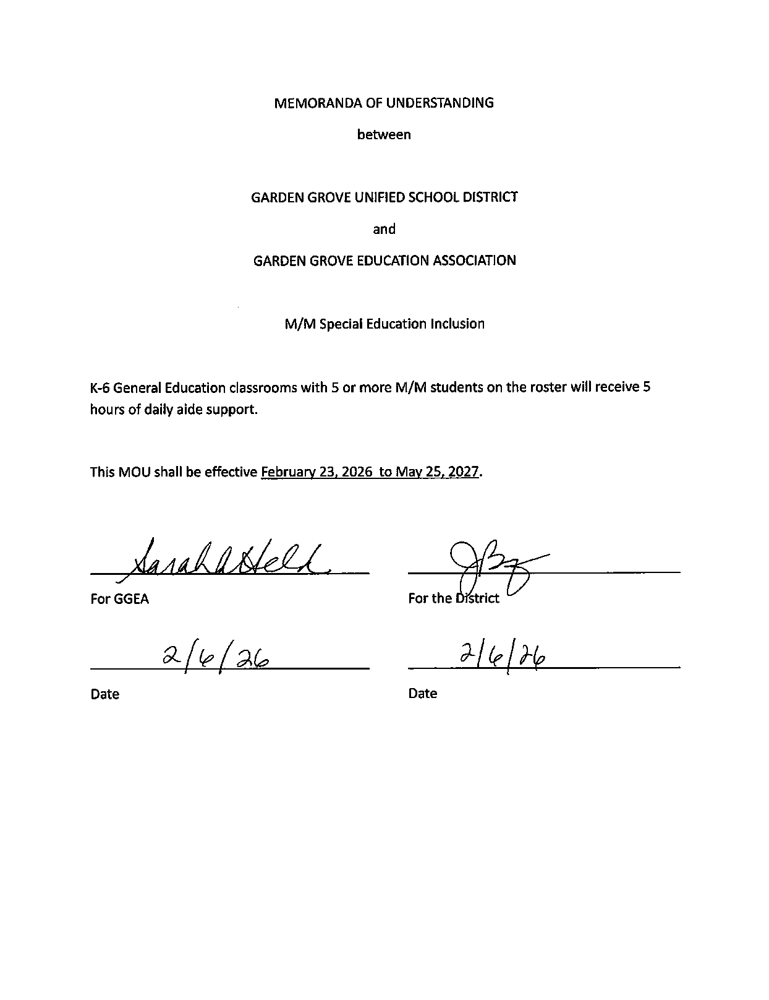 MEMORANDA OF UNDERSTANDING
between
GARDEN GROVE UNIFIED SCHOOL DISTRICT
and
GARDEN GROVE EDUCATION ASSOCIATION
M/M Special Education Inclusion
K-6 General Education classrooms with 5 or more M/M students on the roster will receive 5
hours of daily aide support.
This MOU shall be effective February 23, 2026 to May 25, 2027.
Sarah A Held
For GGEA
For the District
2/6/26
2/6/26
Date
Date